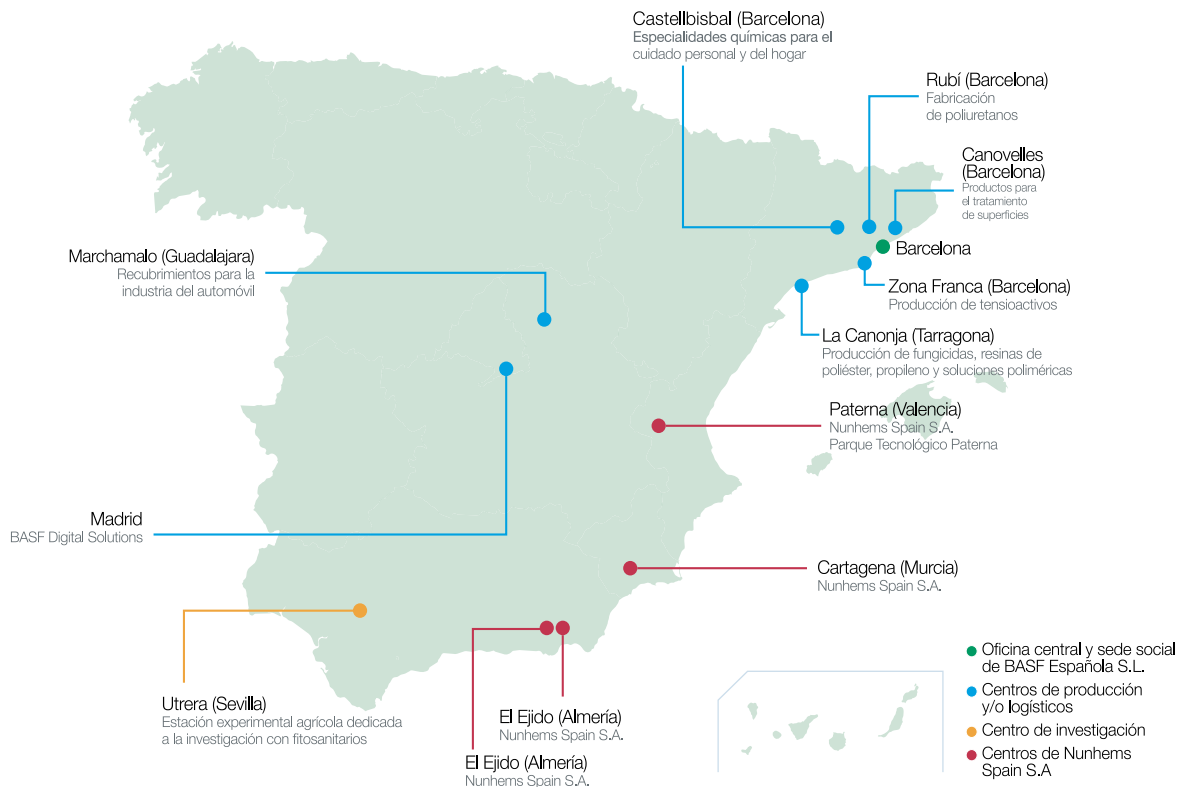 Castellbisbal (Barcelona)
Especialidades químicas para el
cuidado personal y del hogar
Rubí (Barcelona)
Fabricación
de poliuretanos
Canovelles
(Barcelona)
Productos para
el tratamiento
de superficies
Barcelona
Marchamalo (Guadalajara)
Recubrimientos para la
industria del automóvil
Zona Franca (Barcelona)
Producción de tensioactivos
La Canonja (Tarragona)
Producción de fungicidas, resinas de
poliéster, propileno y soluciones poliméricas
Paterna (Valencia)
Nunhems Spain S.A.
Parque Tecnológico Paterna
Madrid
BASF Digital Solutions
Cartagena (Murcia)
Nunhems Spain S.A.
Utrera (Sevilla)
Estación experimental agrícola dedicada
a la investigación con fitosanitarios
El Ejido (Almería)
Nunhems Spain S.A.
El Ejido (Almería)
Nunhems Spain S.A.
Oficina central y sede social
de BASF Española S.L.
Centros de producción
y/o logísticos
Centro de investigación
Centros de Nunhems
Spain S.A